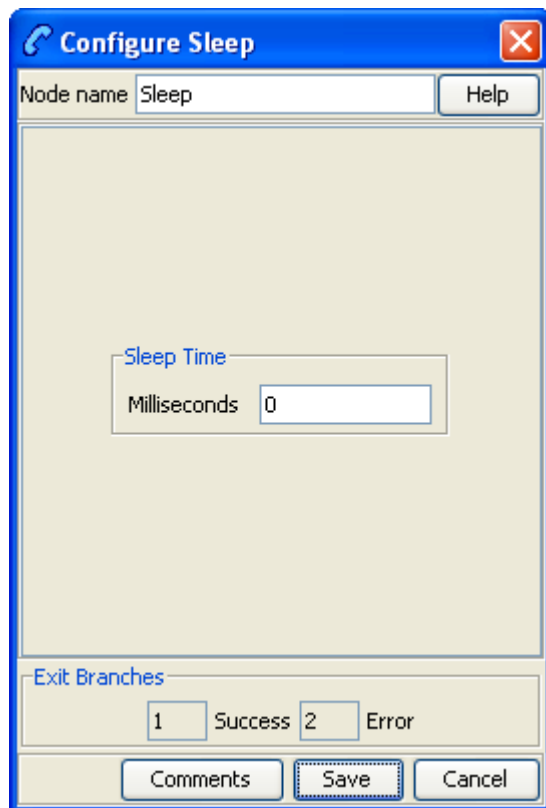 Configure Sleep
Node name Sleep Help
Sleep Time
Milliseconds 0
Exit Branches
1 Success 2 Error
Comments Save Cancel